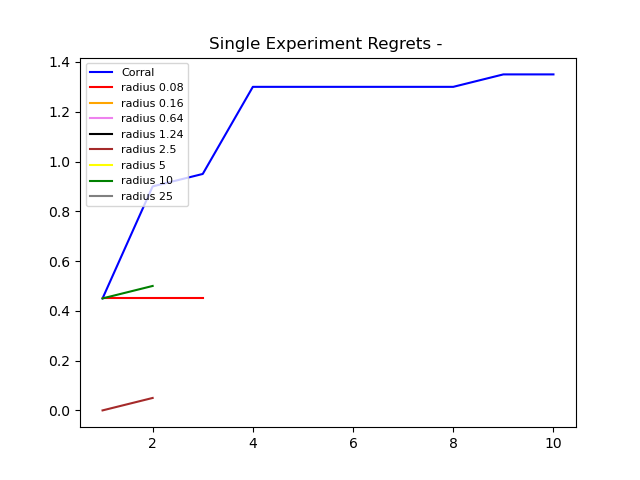 Single Experiment Regrets -
1.4
1.2
1.0
0.8
0.6
0.4
0.2
0.0
Corral
radius 0.08
radius 0.16
radius 0.64
radius 1.24
radius 2.5
radius 5
radius 10
radius 25
2 4 6 8 10